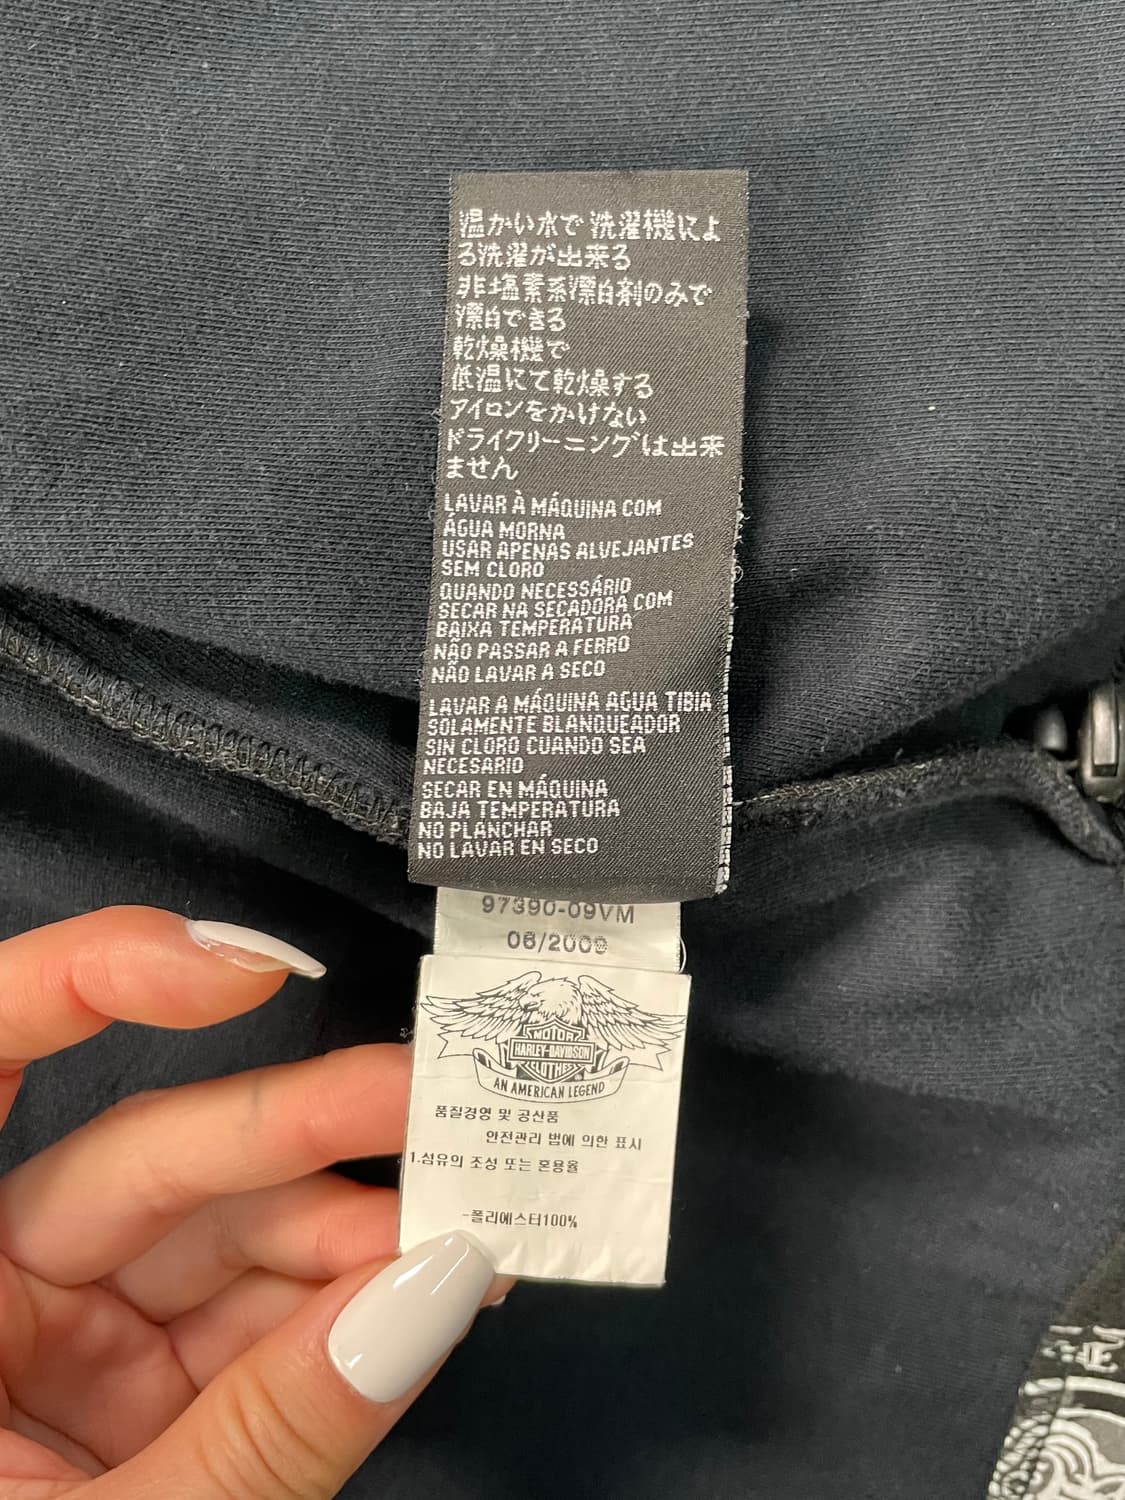 温かい水で 洗濯機によ
る洗濯が出来る
非塩素系漂白剤のみで
漂白できる
乾燥機で
低温にて乾燥する
アイロンをかけない
ドライクリーニングは出来
ません
LAVAR À MÁQUINA COM
ÁGUA MORNA
USAR APENAS ALVEJANTES
SEM CLORO
QUANDO NECESSÁRIO
SECAR NA SECADORA COM
BAIXA TEMPERATURA
NÃO PASSAR A FERRO
NÃO LAVAR A SECO
LAVAR A MÁQUINA AGUA TIBIA
SOLAMENTE BLANQUEADOR
SIN CLORO CUANDO SEA
NECESARIO
SECAR EN MÁQUINA
BAJA TEMPERATURA
NO PLANCHAR
NO LAVAR EN SECO
97390-09VM
06/2009
MOTOR
HARLEY-DAVIDSON
CLOTHES
AN AMERICAN LEGEND
품질경영 및 공산품
안전관리 법에 의한 표시
1.섬유의 조성 또는 혼용율
-폴리에스터100%